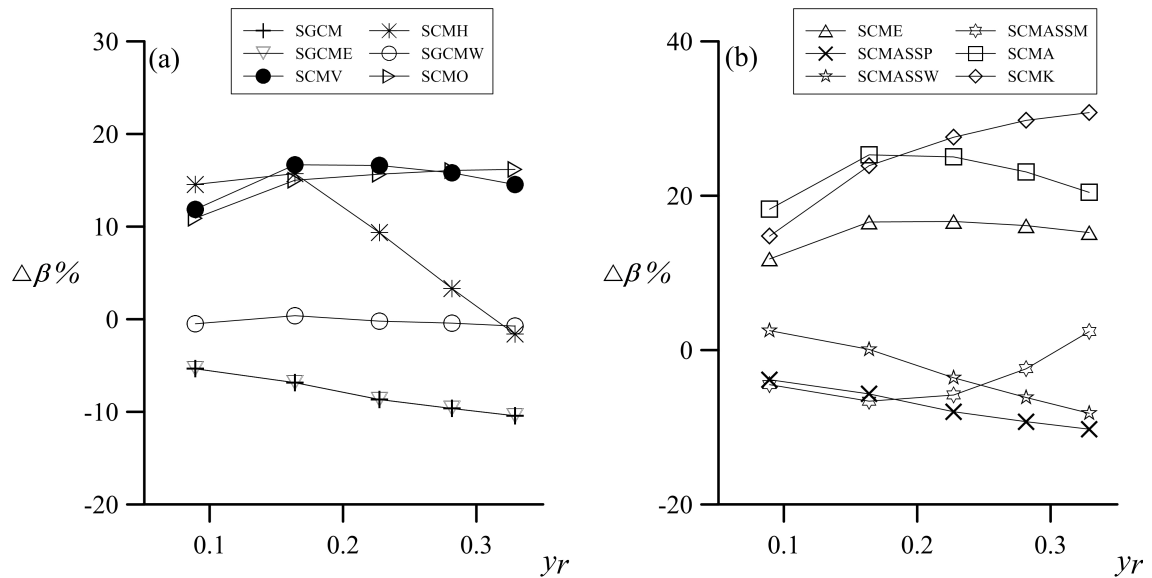 SGCM SCMH
SGCME SGCMW
SCMV SCMO
(a)
30
20
10
0
-10
-20
△β%
0.1 0.2 0.3
yr
SCME SCMASSM
SCMASSP SCMA
SCMASSW SCMK
(b)
40
20
0
-20
△β%
0.1 0.2 0.3
yr